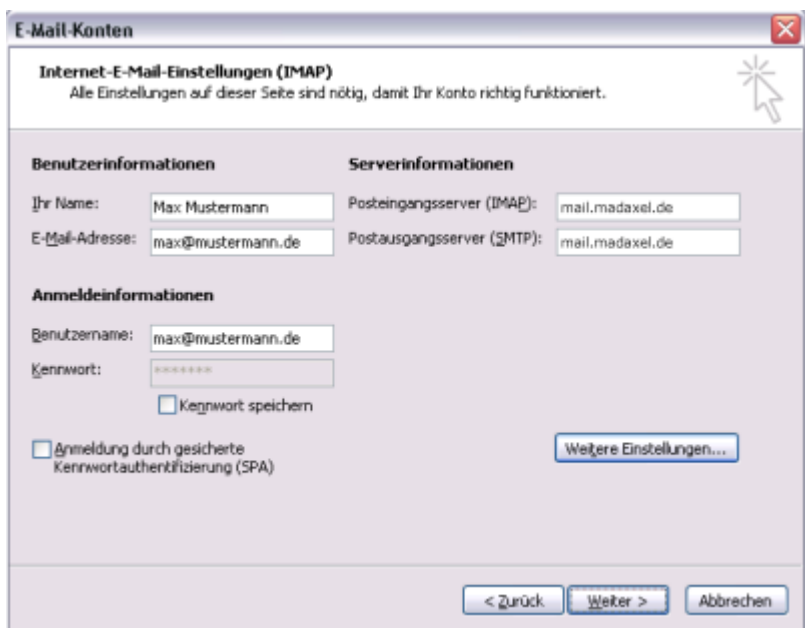 E-Mail-Konten
Internet-E-Mail-Einstellungen (IMAP)
Alle Einstellungen auf dieser Seite sind nötig, damit Ihr Konto richtig funktioniert.
Benutzerinformationen
Ihr Name: Max Mustermann
E-Mail-Adresse: max@mustermann.de
Serverinformationen
Posteingangsserver (IMAP): mail.madaxel.de
Postausgangsserver (SMTP): mail.madaxel.de
Anmeldeinformationen
Benutzername: max@mustermann.de
Kennwort: *******
Kennwort speichern
Anmeldung durch gesicherte
Kennwortauthentifizierung (SPA)
Weitere Einstellungen...
< Zurück
Weiter >
Abbrechen